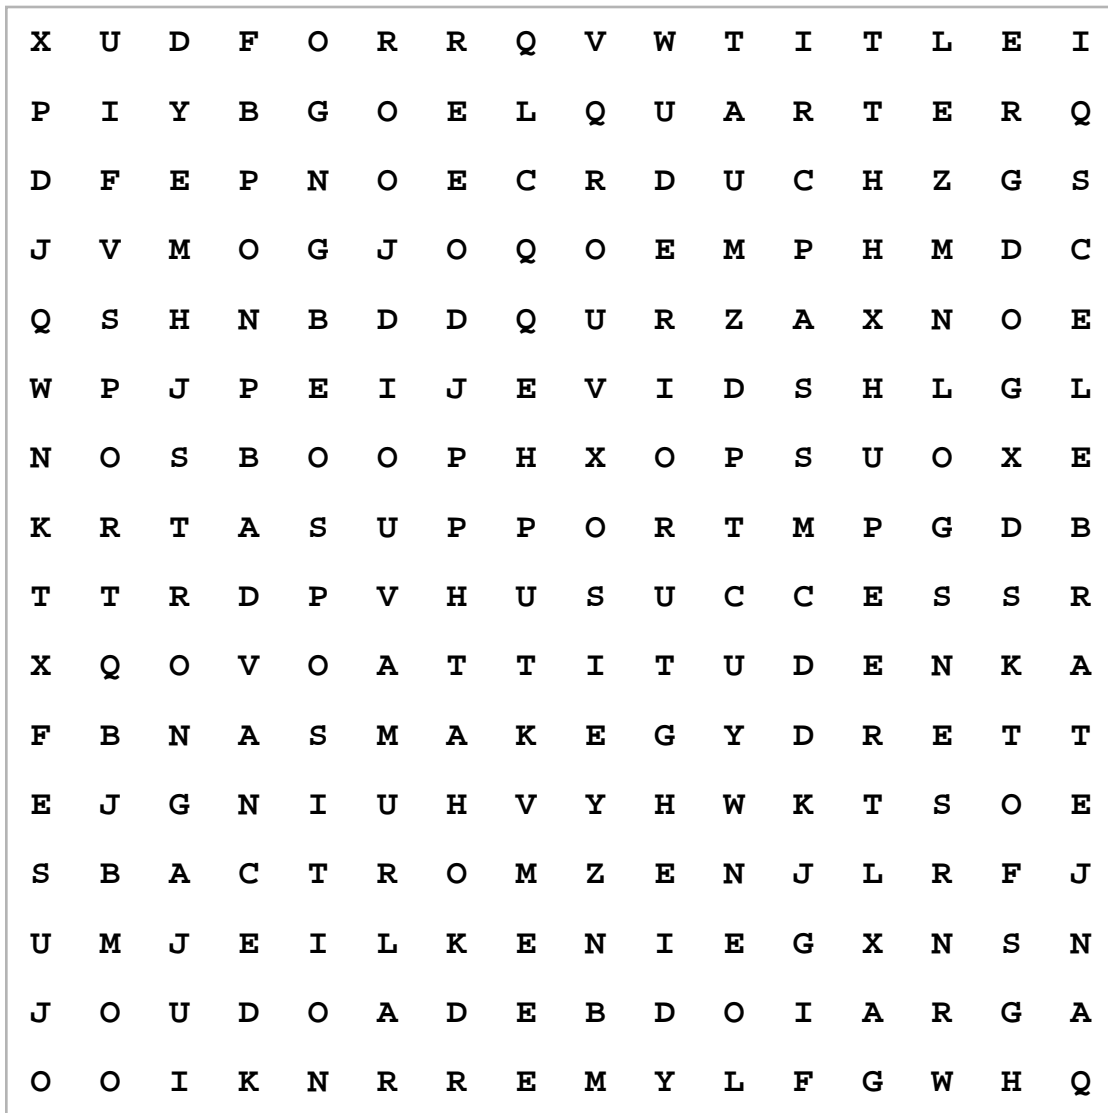 X U D F O R R Q V W T I T L E I
P I Y B G O E L Q U A R T E R Q
D F E P N O E C R D U C H Z G S
J V M O G J O Q O E M P H M D C
Q S H N B D D Q U R Z A X N O E
W P J P E I J E V I D S H L G L
N O S B O O P H X O P S U O X E
K R T A S U P P O R T M P G D B
T T R D P V H U S U C C E S S R
X Q O V O A T T I T U D E N K A
F B N A S M A K E G Y D R E T T
E J G N I U H V Y H W K T S O E
S B A C T R O M Z E N J L R F J
U M J E I L K E N I E G X N S N
J O U D O A D E B D O I A R G A
O O I K N R R E M Y L F G W H Q